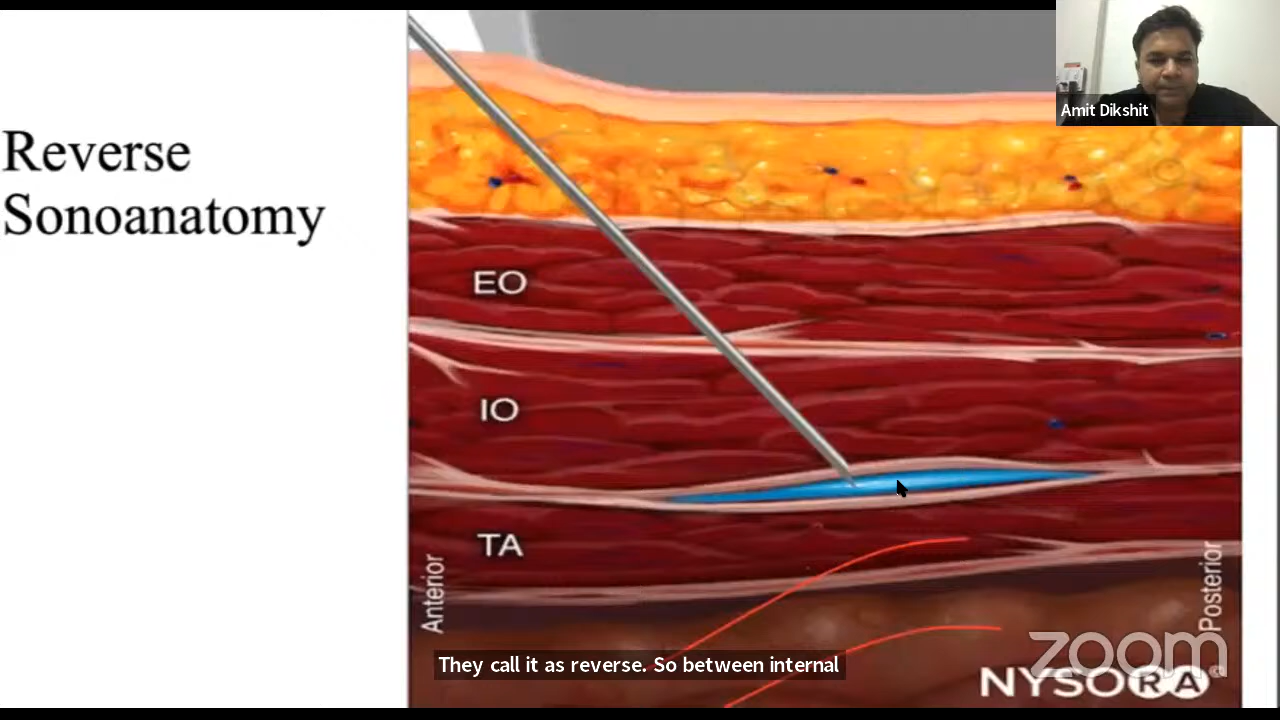 Amit Dikshit
Reverse
Sonoanatomy
EO
IO
TA
Anterior
Posterior
They call it as reverse. So between internal
zoom
NYSORA